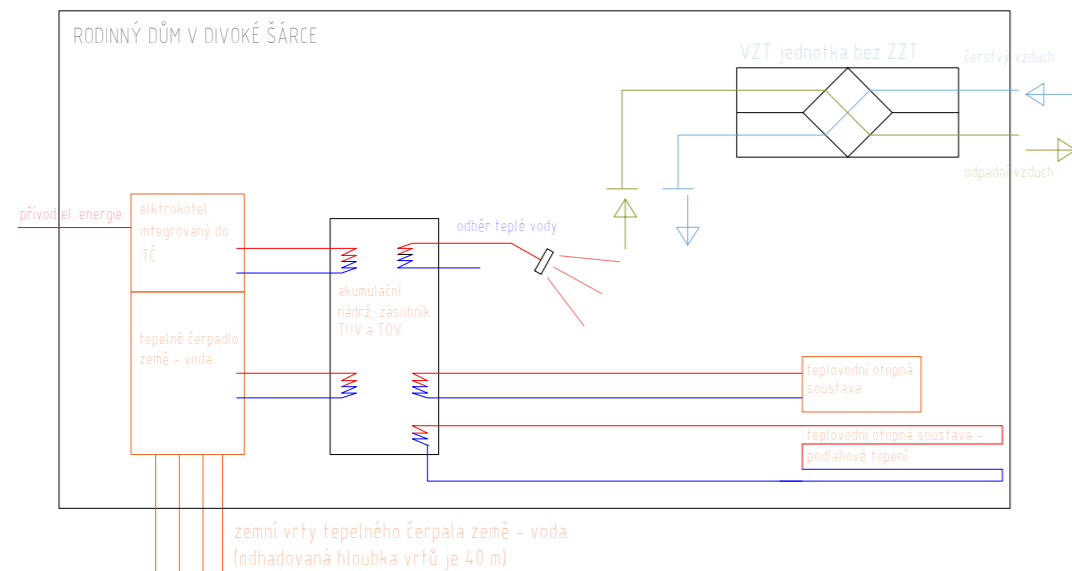 RODINNÝ DŮM V DIVOKÉ ŠÁRCE
VZT jednotka bez ZZT
čerstvý vzduch
odpadní vzduch
přívod el. energie
elktrokotel
integrovaný do
TČ
odběr teplé vody
akumulační
nádrž, zásobník
TUV a TOV
tepelné čerpadlo
země - voda
teplovodní otopná
soustava
teplovodní otopná soustava -
podlahové topení
zemní vrty tepelného čerpala země - voda
(odhadovaná hloubka vrtů je 40 m)